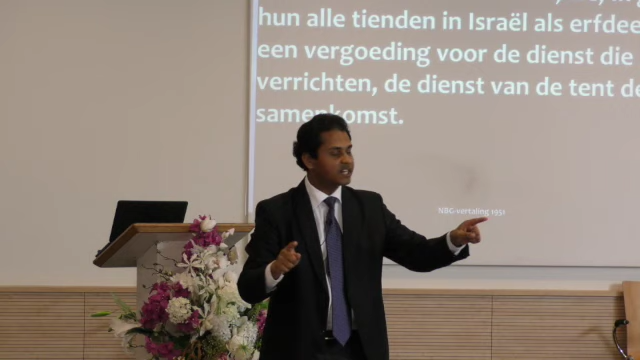 hun alle tienden in Israël als erfdee
een vergoeding voor de dienst die
verrichten, de dienst van de tent de
samenkomst.
NBG-vertaling 1951